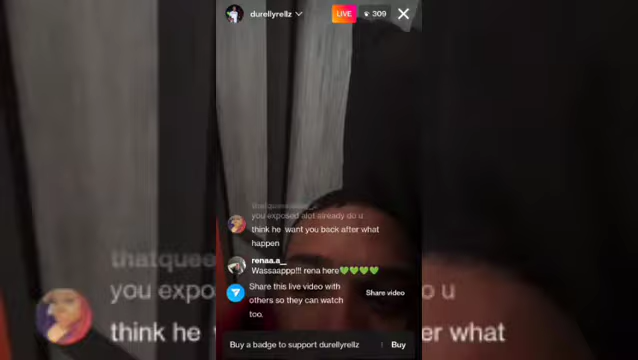 durellyrellz
LIVE
309
you exposed alot already do u
think he want you back after what
happen
renaa.a__
Wassaappp!!! rena here💚💚💚💚
Share this live video with
others so they can watch
too.
Share video
Buy a badge to support durellyrellz
Buy
thatquee
you expo
think he
o u
er what